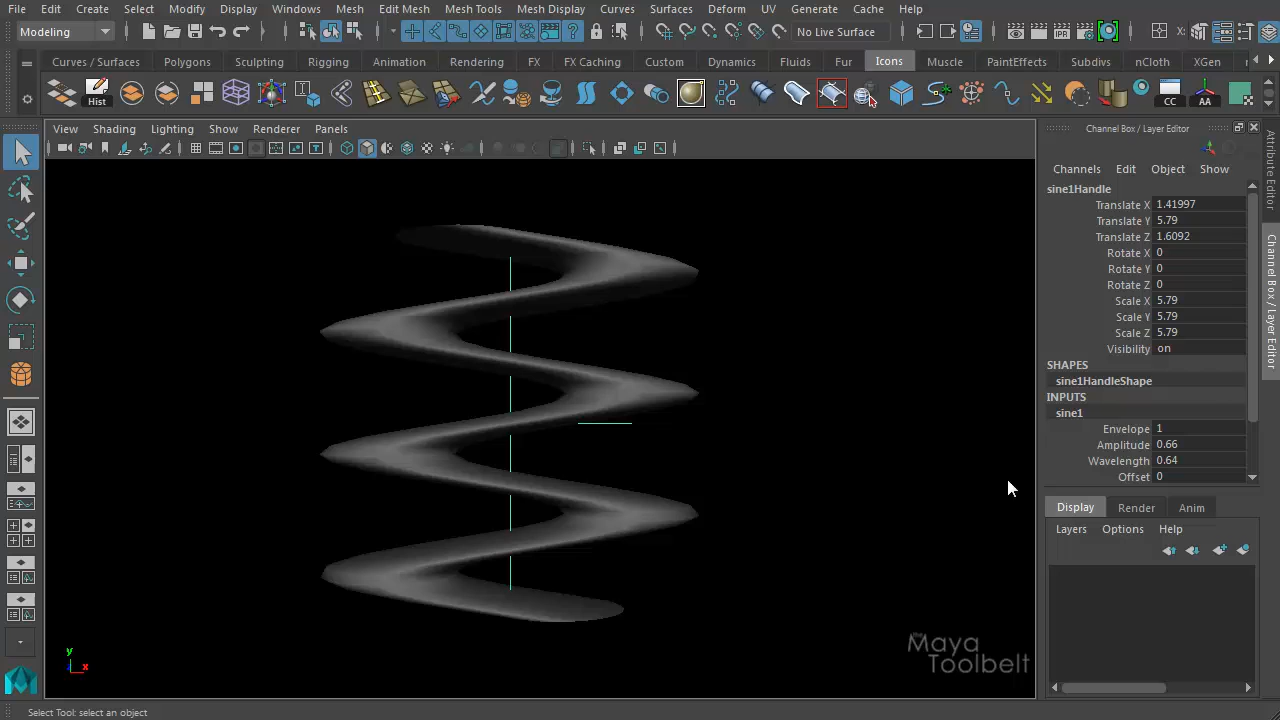 File Edit Create Select Modify Display Windows Mesh Edit Mesh Mesh Tools Mesh Display Curves Surfaces Deform UV Generate Cache Help
Modeling
No Live Surface
Curves / Surfaces Polygons Sculpting Rigging Animation Rendering FX FX Caching Custom Dynamics Fluids Fur Icons Muscle PaintEffects Subdivs nCloth XGen
Hist CC AA
View Shading Lighting Show Renderer Panels
Channel Box / Layer Editor
Channels Edit Object Show
sine1Handle
Translate X 1.41997
Translate Y 5.79
Translate Z 1.6092
Rotate X 0
Rotate Y 0
Rotate Z 0
Scale X 5.79
Scale Y 5.79
Scale Z 5.79
Visibility on
SHAPES
sine1HandleShape
INPUTS
sine1
Envelope 1
Amplitude 0.66
Wavelength 0.64
Offset 0
Display Render Anim
Layers Options Help
Attribute Editor
Channel Box / Layer Editor
y
x
the
Maya
Toolbelt
Select Tool: select an object